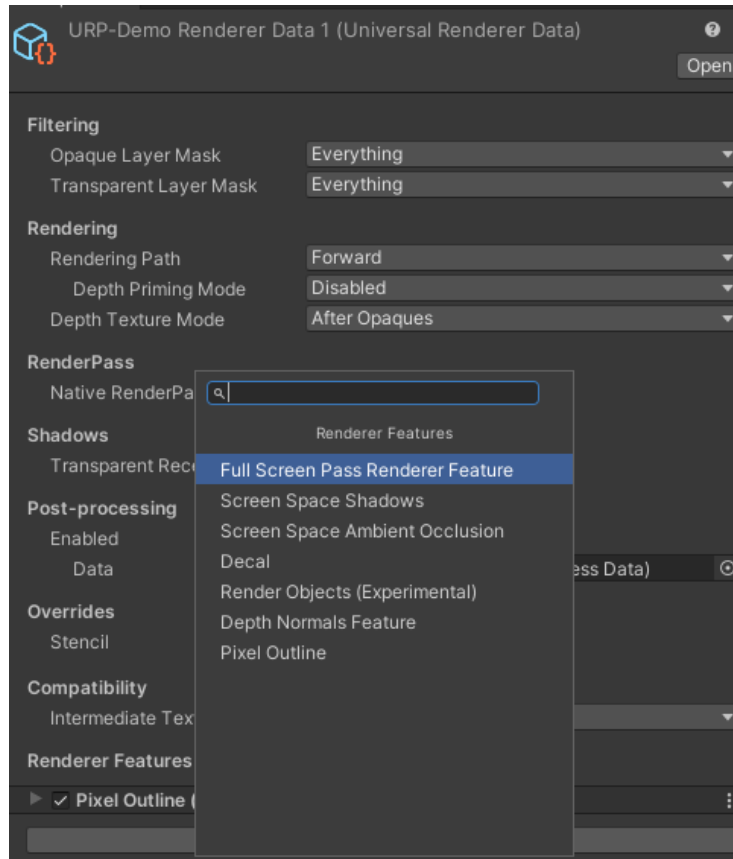 URP-Demo Renderer Data 1 (Universal Renderer Data)
Open
Filtering
Opaque Layer Mask Everything
Transparent Layer Mask Everything
Rendering
Rendering Path Forward
Depth Priming Mode Disabled
Depth Texture Mode After Opaques
RenderPass
Native RenderPa
Shadows
Renderer Features
Transparent Rece
Full Screen Pass Renderer Feature
Screen Space Shadows
Post-processing
Enabled
Screen Space Ambient Occlusion
Data
Decal
ess Data)
Render Objects (Experimental)
Overrides
Depth Normals Feature
Stencil
Pixel Outline
Compatibility
Intermediate Tex
Renderer Features
Pixel Outline (